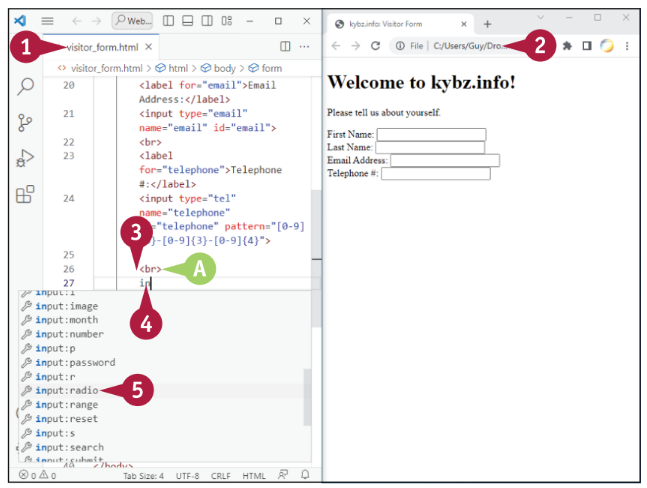 Web...
visitor_form.html
visitor_form.html > html > body > form
20 <label for="email">Email
Address:</label>
21 <input type="email"
name="email" id="email">
22 <br>
23 <label
for="telephone">Telephone
#:</label>
24 <input type="tel"
name="telephone"
="telephone" pattern="[0-9]
}-[0-9]{3}-[0-9]{4}">
25
26 <br>
27 in
input:image
input:month
input:number
input:p
input:password
input:r
input:radio
input:range
input:reset
input:s
input:search
input:submit
40 </body>
0 0 Tab Size: 4 UTF-8 CRLF HTML
1
3
A
4
5
kybz.info: Visitor Form
File C:/Users/Guy/Dro...
2
Welcome to kybz.info!
Please tell us about yourself.
First Name:
Last Name:
Email Address:
Telephone #: